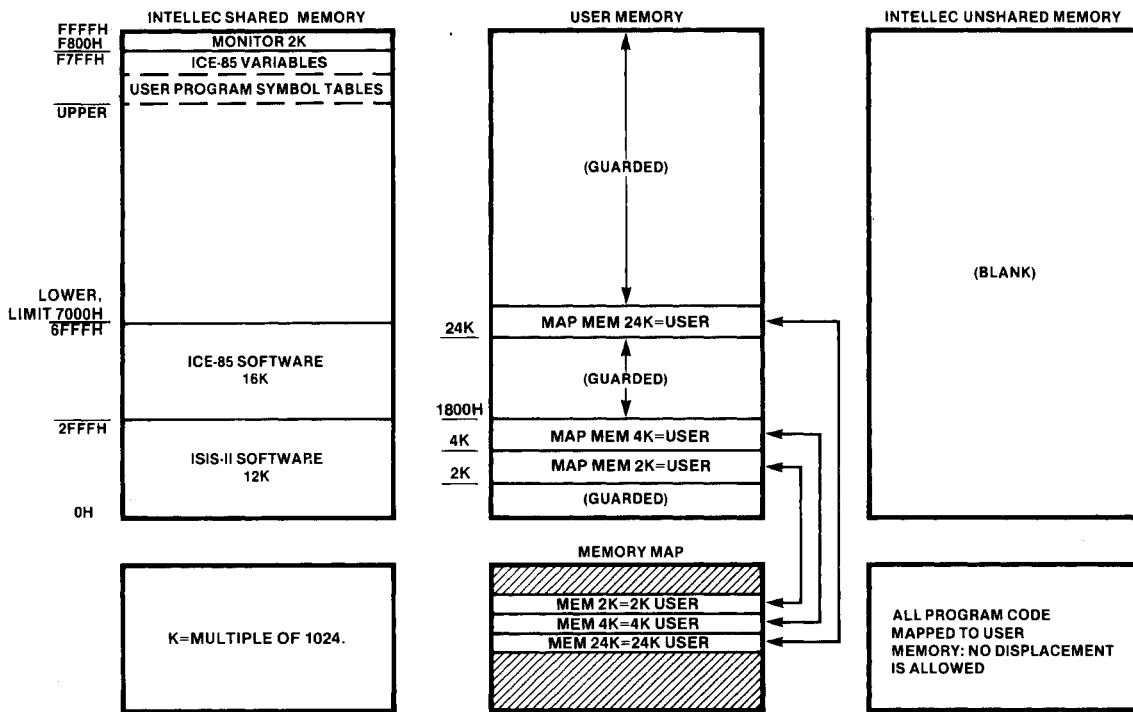 INTELLEC SHARED MEMORY
FFFFH
F800H
F7FFH
MONITOR 2K
ICE-85 VARIABLES
USER PROGRAM SYMBOL TABLES
UPPER
LOWER,
LIMIT 7000H
6FFFH
ICE-85 SOFTWARE
16K
2FFFH
ISIS-II SOFTWARE
12K
0H
USER MEMORY
(GUARDED)
24K
MAP MEM 24K=USER
(GUARDED)
1800H
MAP MEM 4K=USER
4K
MAP MEM 2K=USER
2K
(GUARDED)
INTELLEC UNSHARED MEMORY
(BLANK)
K=MULTIPLE OF 1024.
MEMORY MAP
MEM 2K=2K USER
MEM 4K=4K USER
MEM 24K=24K USER
ALL PROGRAM CODE
MAPPED TO USER
MEMORY: NO DISPLACEMENT
IS ALLOWED